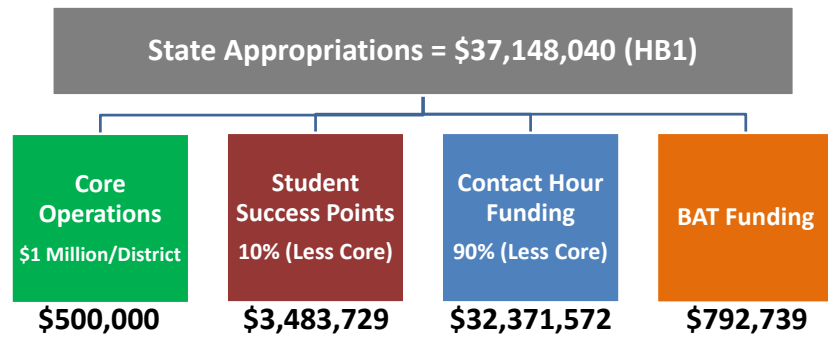 State Appropriations = $37,148,040 (HB1)
Core
Operations
$1 Million/District
Student
Success Points
10% (Less Core)
Contact Hour
Funding
90% (Less Core)
BAT Funding
$500,000
$3,483,729
$32,371,572
$792,739